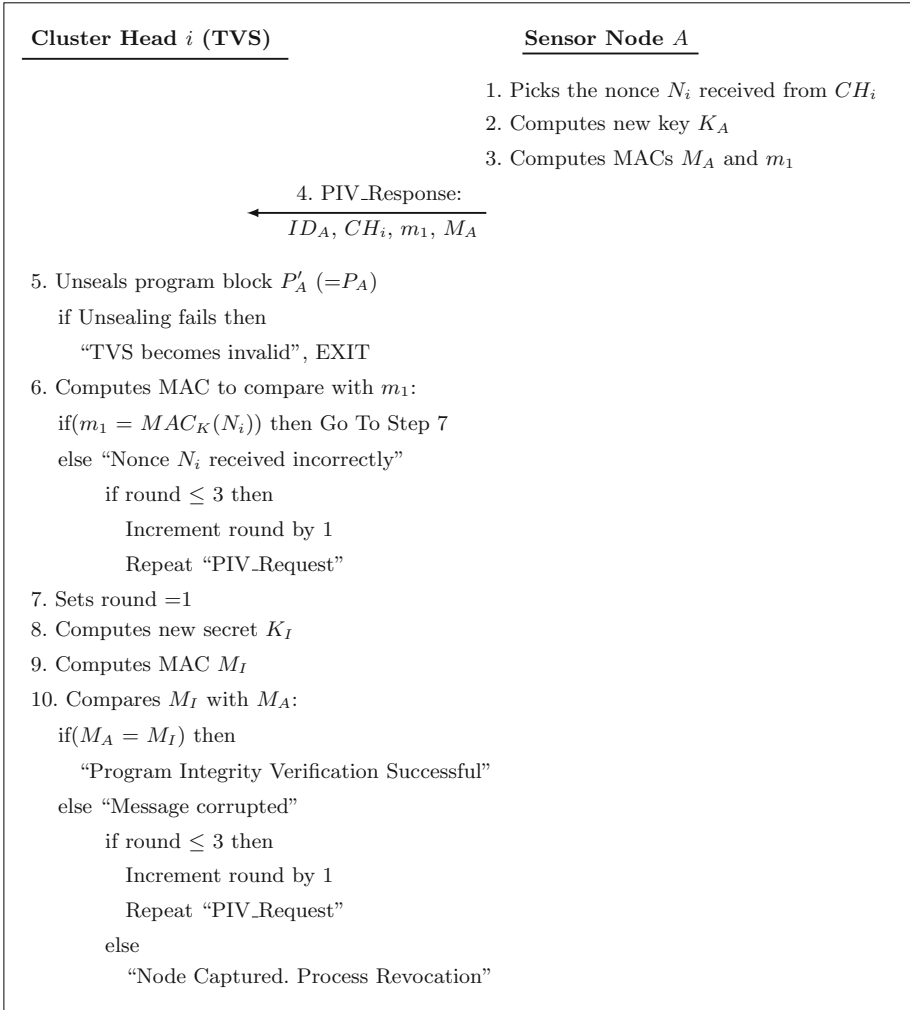 Cluster Head i (TVS)
Sensor Node A
1. Picks the nonce N_i received from CH_i
2. Computes new key K_A
3. Computes MACs M_A and m_1
4. PIV_Response:
ID_A, CH_i, m_1, M_A
5. Unseals program block P'_A (=P_A)
if Unsealing fails then
“TVS becomes invalid”, EXIT
6. Computes MAC to compare with m_1:
if(m_1 = MAC_K(N_i)) then Go To Step 7
else “Nonce N_i received incorrectly”
if round ≤ 3 then
Increment round by 1
Repeat “PIV_Request”
7. Sets round =1
8. Computes new secret K_I
9. Computes MAC M_I
10. Compares M_I with M_A:
if(M_A = M_I) then
“Program Integrity Verification Successful”
else “Message corrupted”
if round ≤ 3 then
Increment round by 1
Repeat “PIV_Request”
else
“Node Captured. Process Revocation”